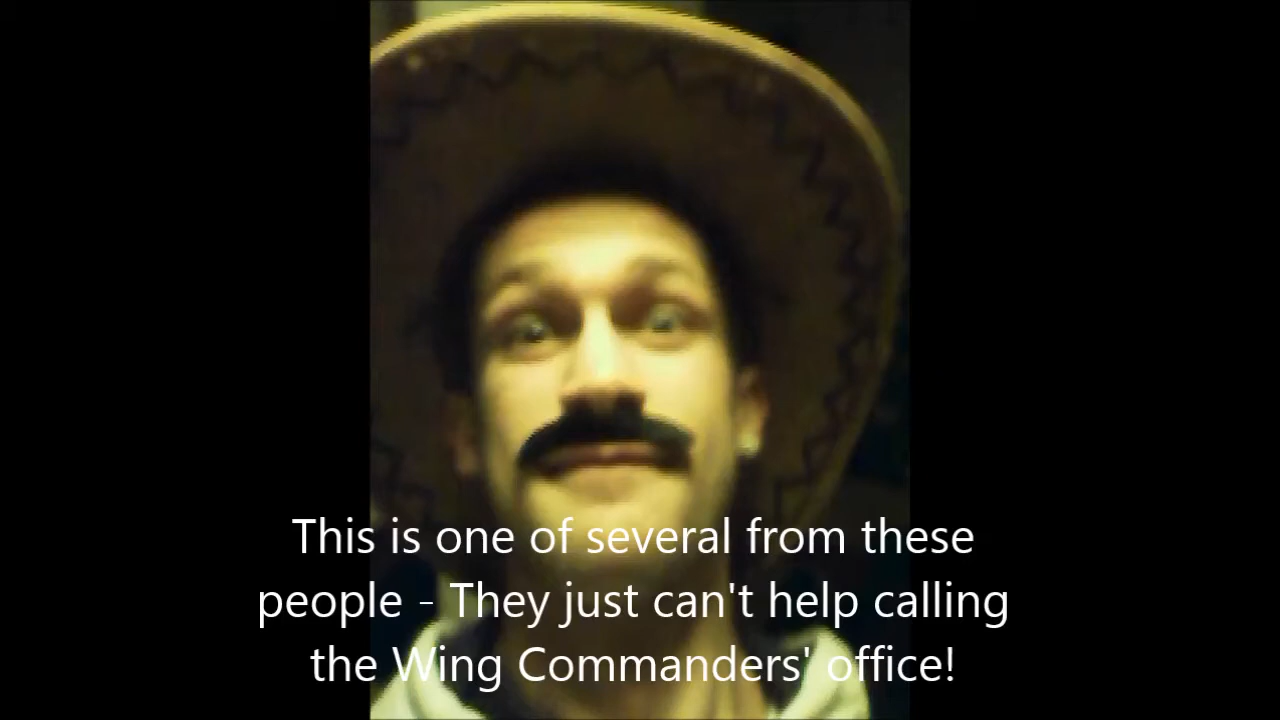 This is one of several from these
people - They just can't help calling
the Wing Commanders' office!